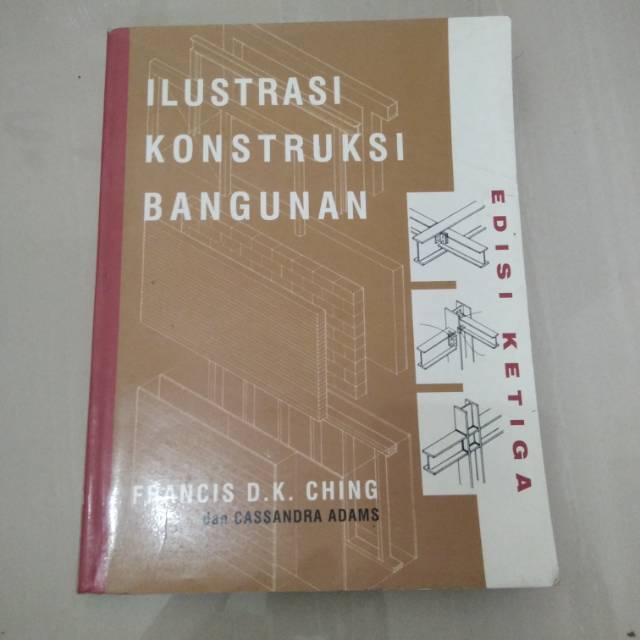 ILUSTRASI
KONSTRUKSI
BANGUNAN
EDISI KETIGA
FRANCIS D.K. CHING
dan CASSANDRA ADAMS